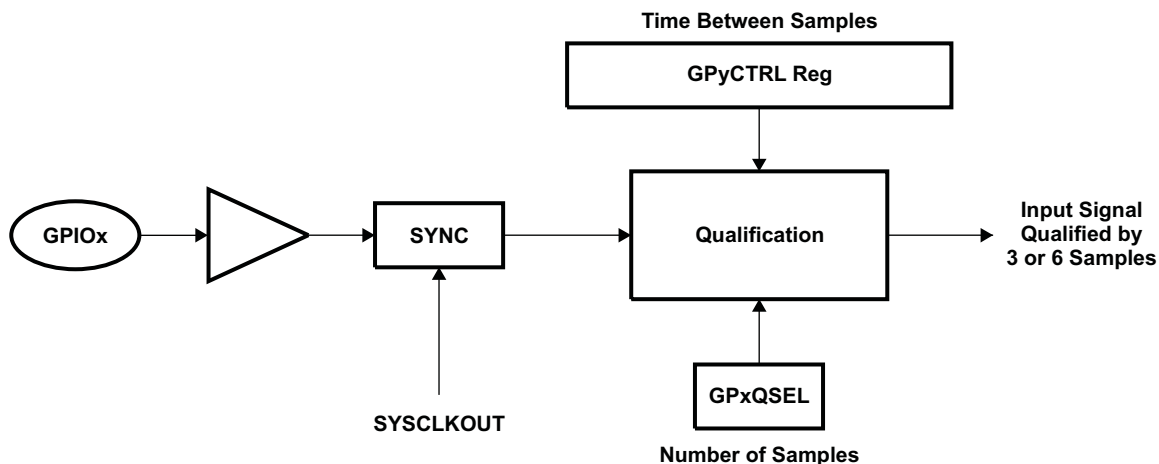 Time Between Samples
GPyCTRL Reg
GPIOx
SYNC
Qualification
Input Signal
Qualified by
3 or 6 Samples
SYSCLKOUT
GPxQSEL
Number of Samples